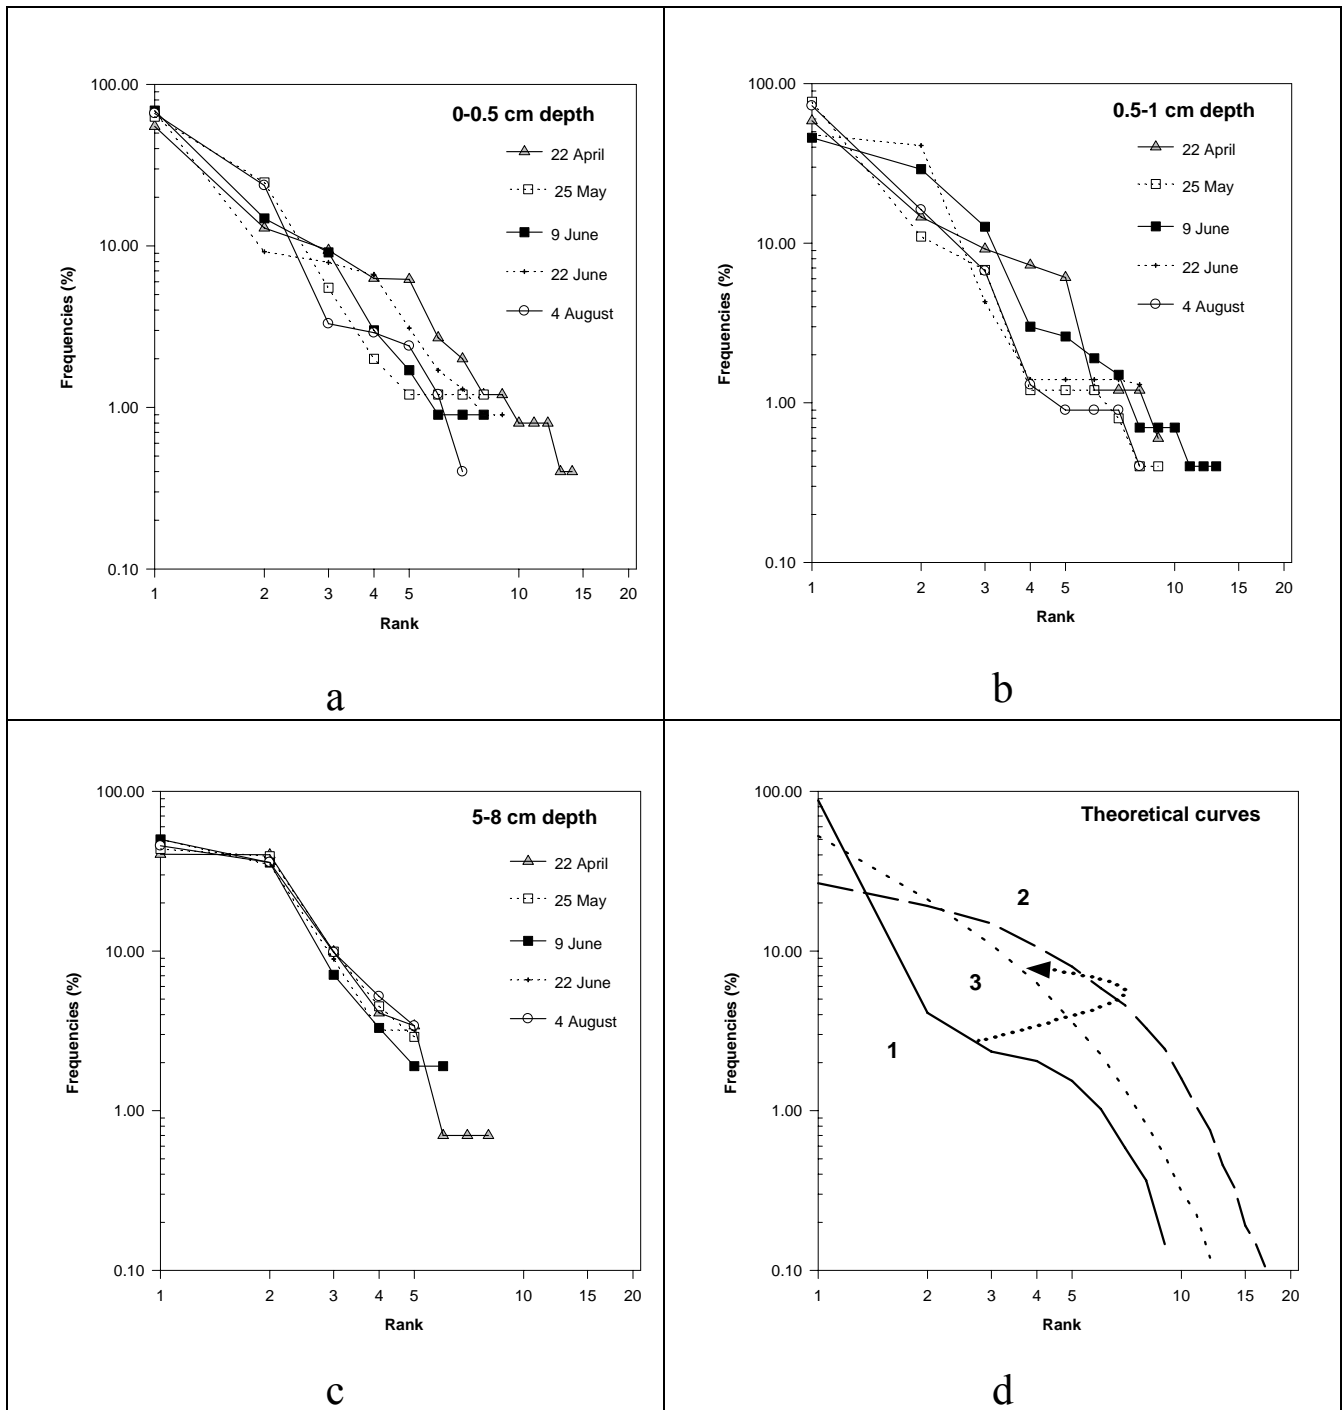 0-0.5 cm depth
22 April
25 May
9 June
22 June
4 August
Frequencies (%)
100.00
10.00
1.00
0.10
1 2 3 4 5 10 15 20
Rank
a
0.5-1 cm depth
22 April
25 May
9 June
22 June
4 August
Frequencies (%)
100.00
10.00
1.00
0.10
1 2 3 4 5 10 15 20
Rank
b
5-8 cm depth
22 April
25 May
9 June
22 June
4 August
Frequencies (%)
100.00
10.00
1.00
0.10
1 2 3 4 5 10 15 20
Rank
c
Theoretical curves
2
3
1
Frequencies (%)
100.00
10.00
1.00
0.10
1 2 3 4 5 10 15 20
Rank
d